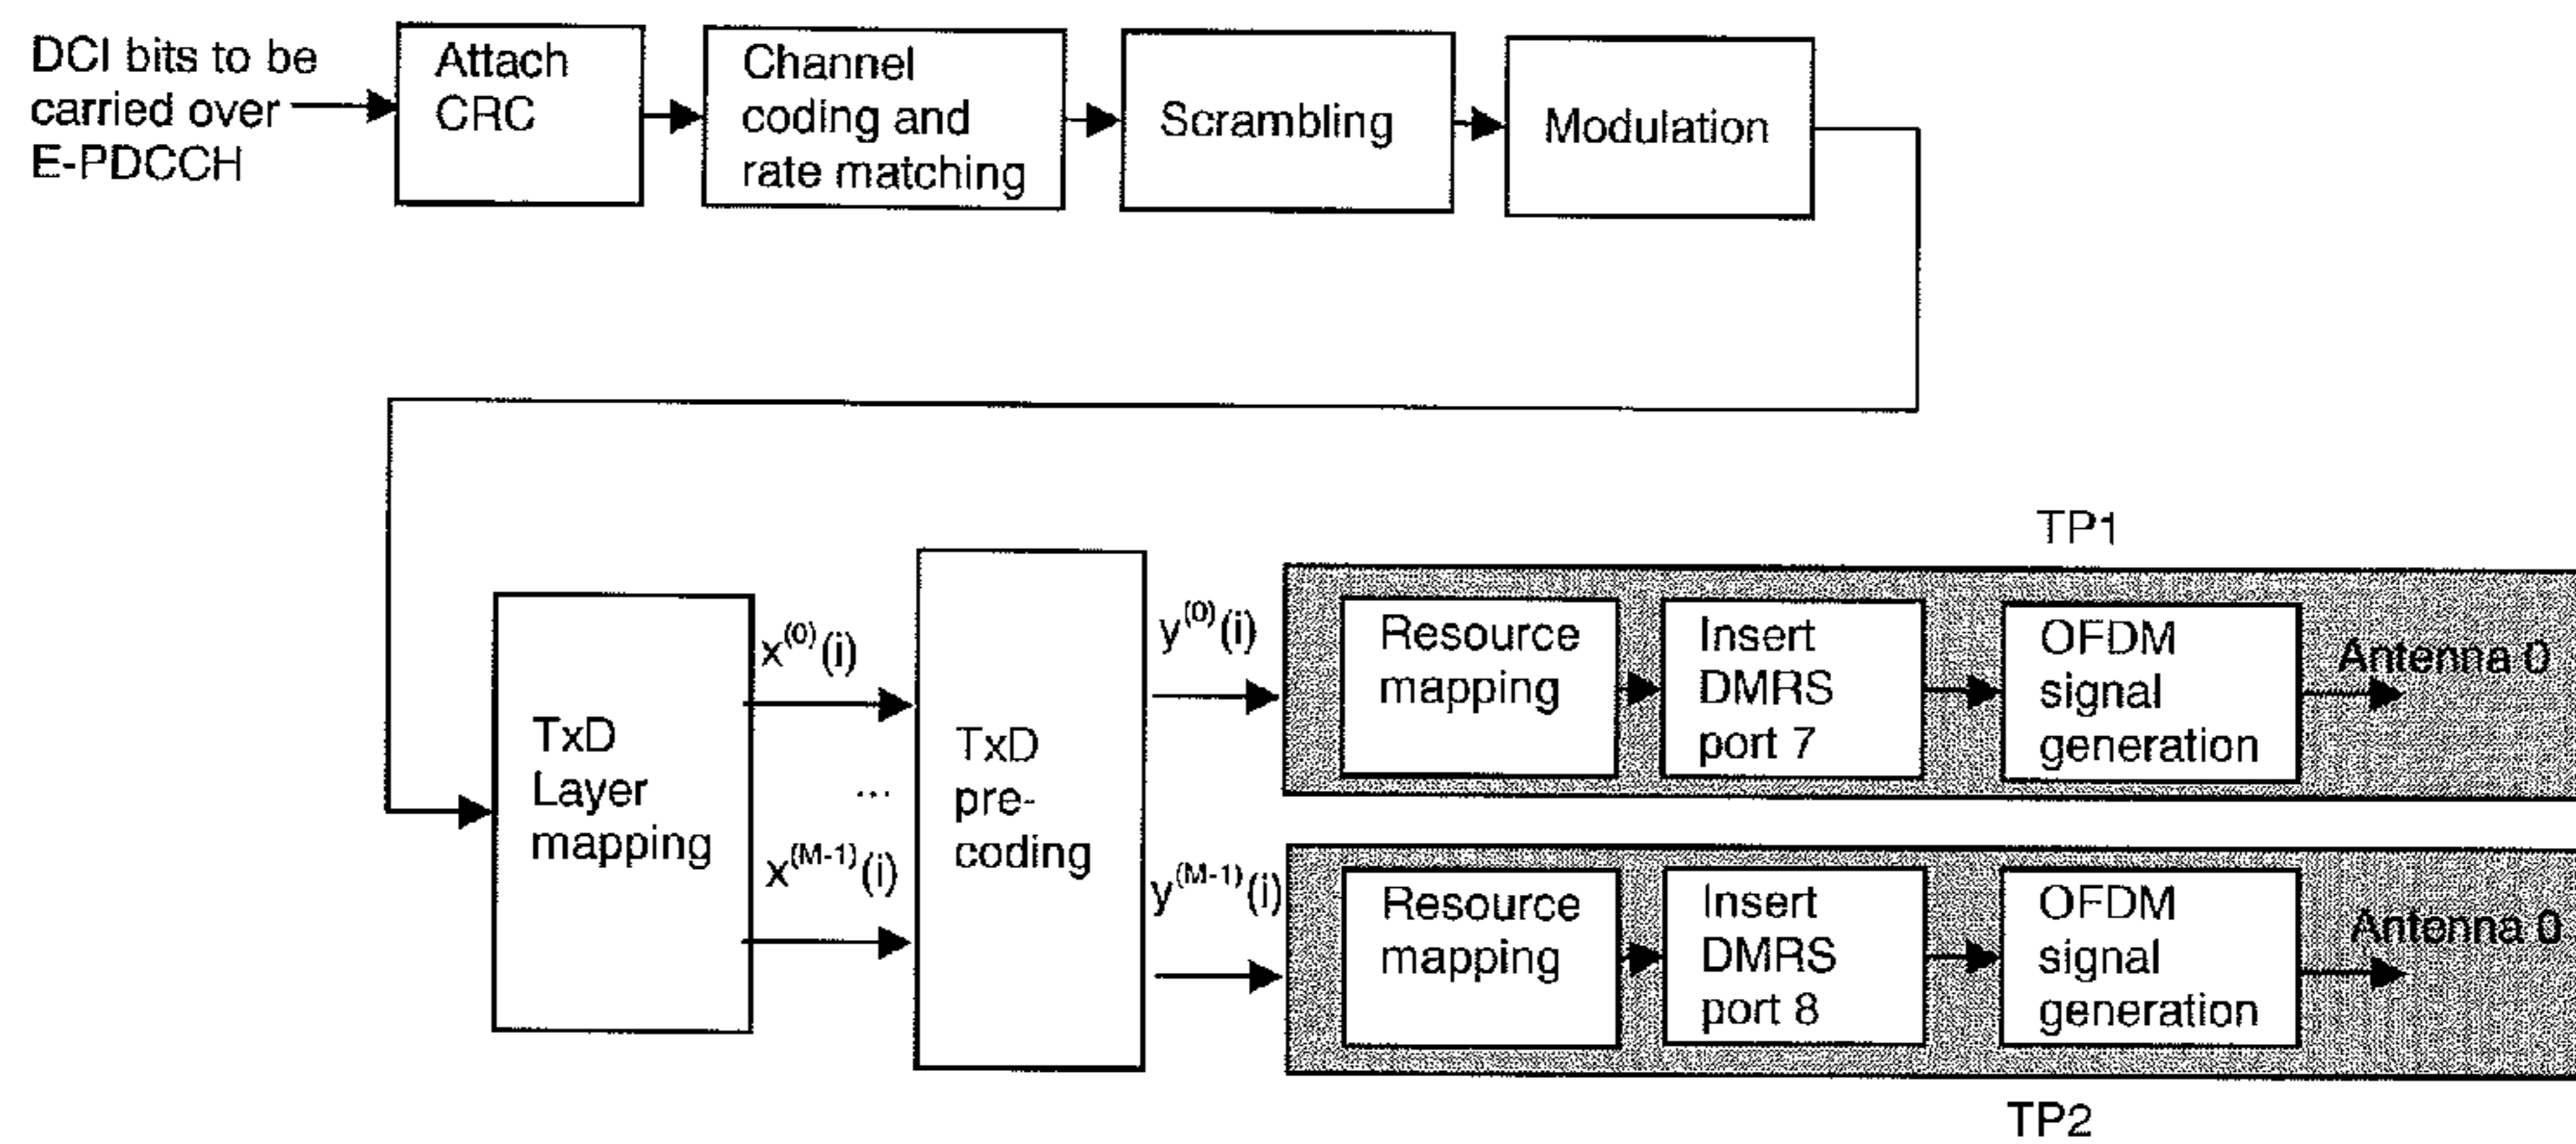 DCI bits to be
carried over
E-PDCCH
Attach
CRC
Channel
coding and
rate matching
Scrambling
Modulation
TxD
Layer
mapping
x^(0)(i)
...
x^(M-1)(i)
TxD
pre-
coding
y^(0)(i)
y^(M-1)(i)
TP1
Resource
mapping
Insert
DMRS
port 7
OFDM
signal
generation
Antenna 0
Resource
mapping
Insert
DMRS
port 8
OFDM
signal
generation
Antenna 0
TP2